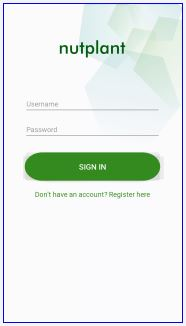 nutplant
Username
Password
SIGN IN
Don't have an account? Register here